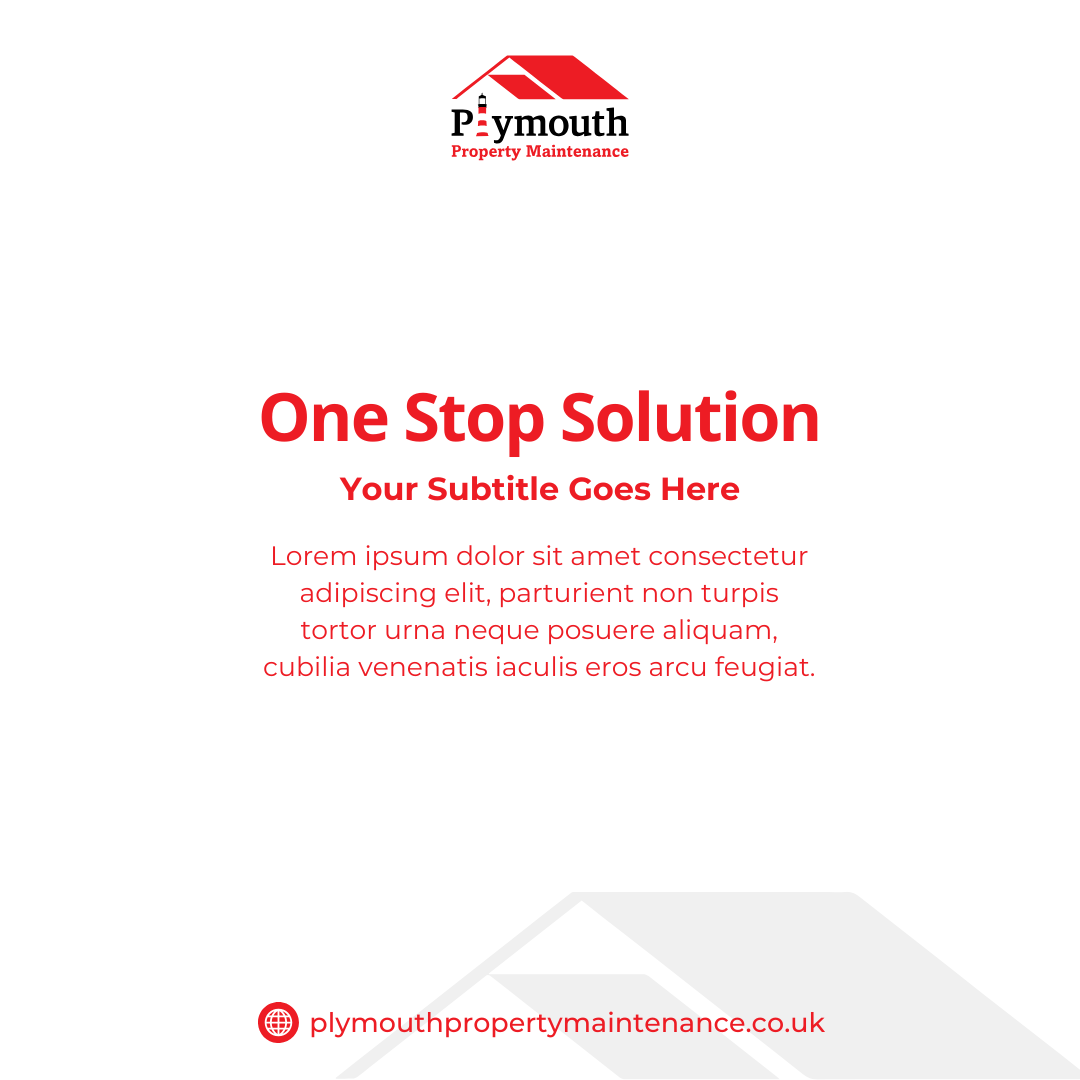 Plymouth
Property Maintenance
One Stop Solution
Your Subtitle Goes Here
Lorem ipsum dolor sit amet consectetur
adipiscing elit, parturient non turpis
tortor urna neque posuere aliquam,
cubilia venenatis iaculis eros arcu feugiat.
plymouthpropertymaintenance.co.uk